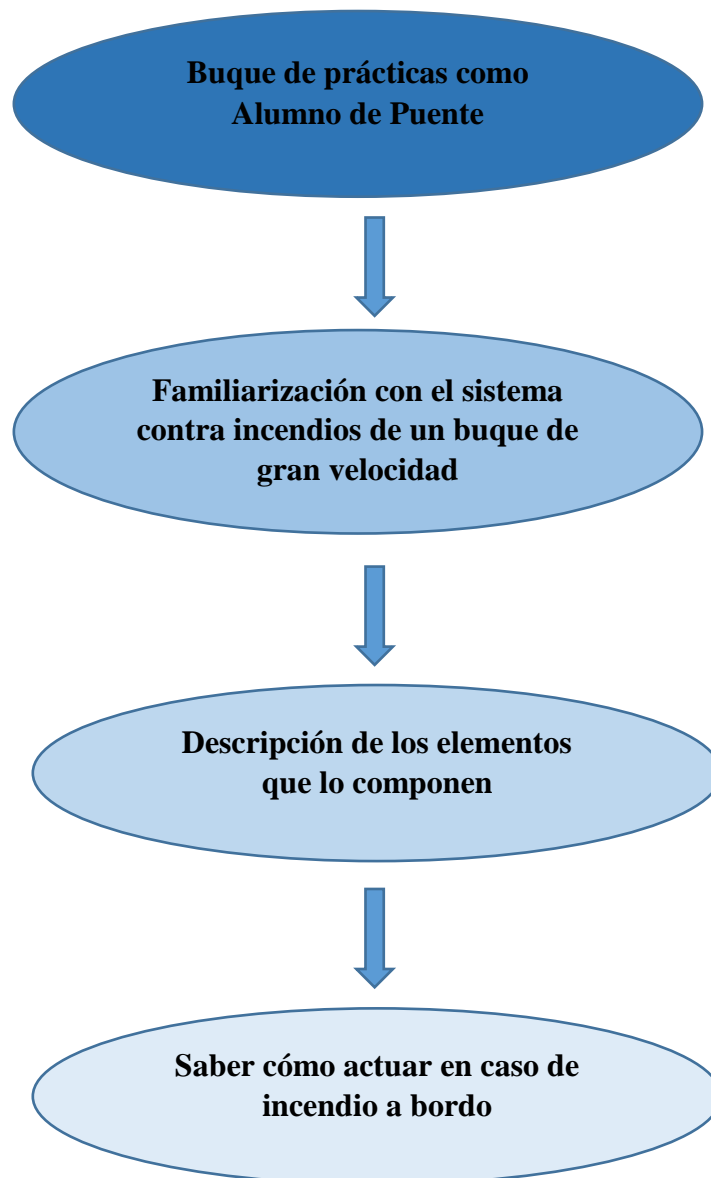 Buque de prácticas como
Alumno de Puente
Familiarización con el sistema
contra incendios de un buque de
gran velocidad
Descripción de los elementos
que lo componen
Saber cómo actuar en caso de
incendio a bordo